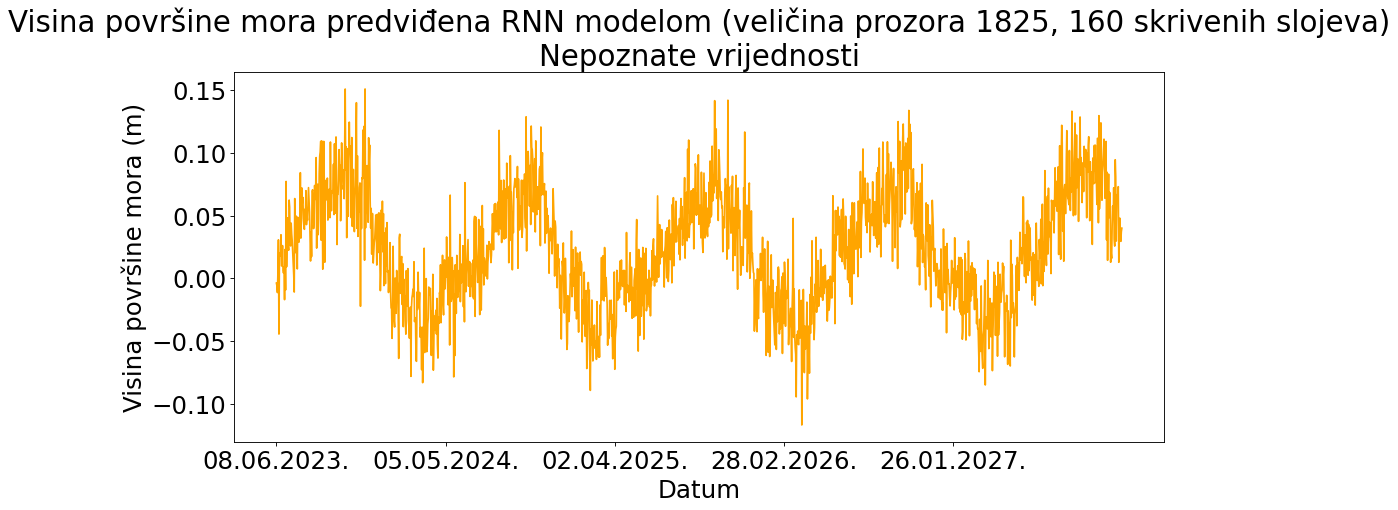 Visina površine mora predviđena RNN modelom (veličina prozora 1825, 160 skrivenih slojeva)
Nepoznate vrijednosti
Visina površine mora (m)
0.15
0.10
0.05
0.00
−0.05
−0.10
08.06.2023. 05.05.2024. 02.04.2025. 28.02.2026. 26.01.2027.
Datum